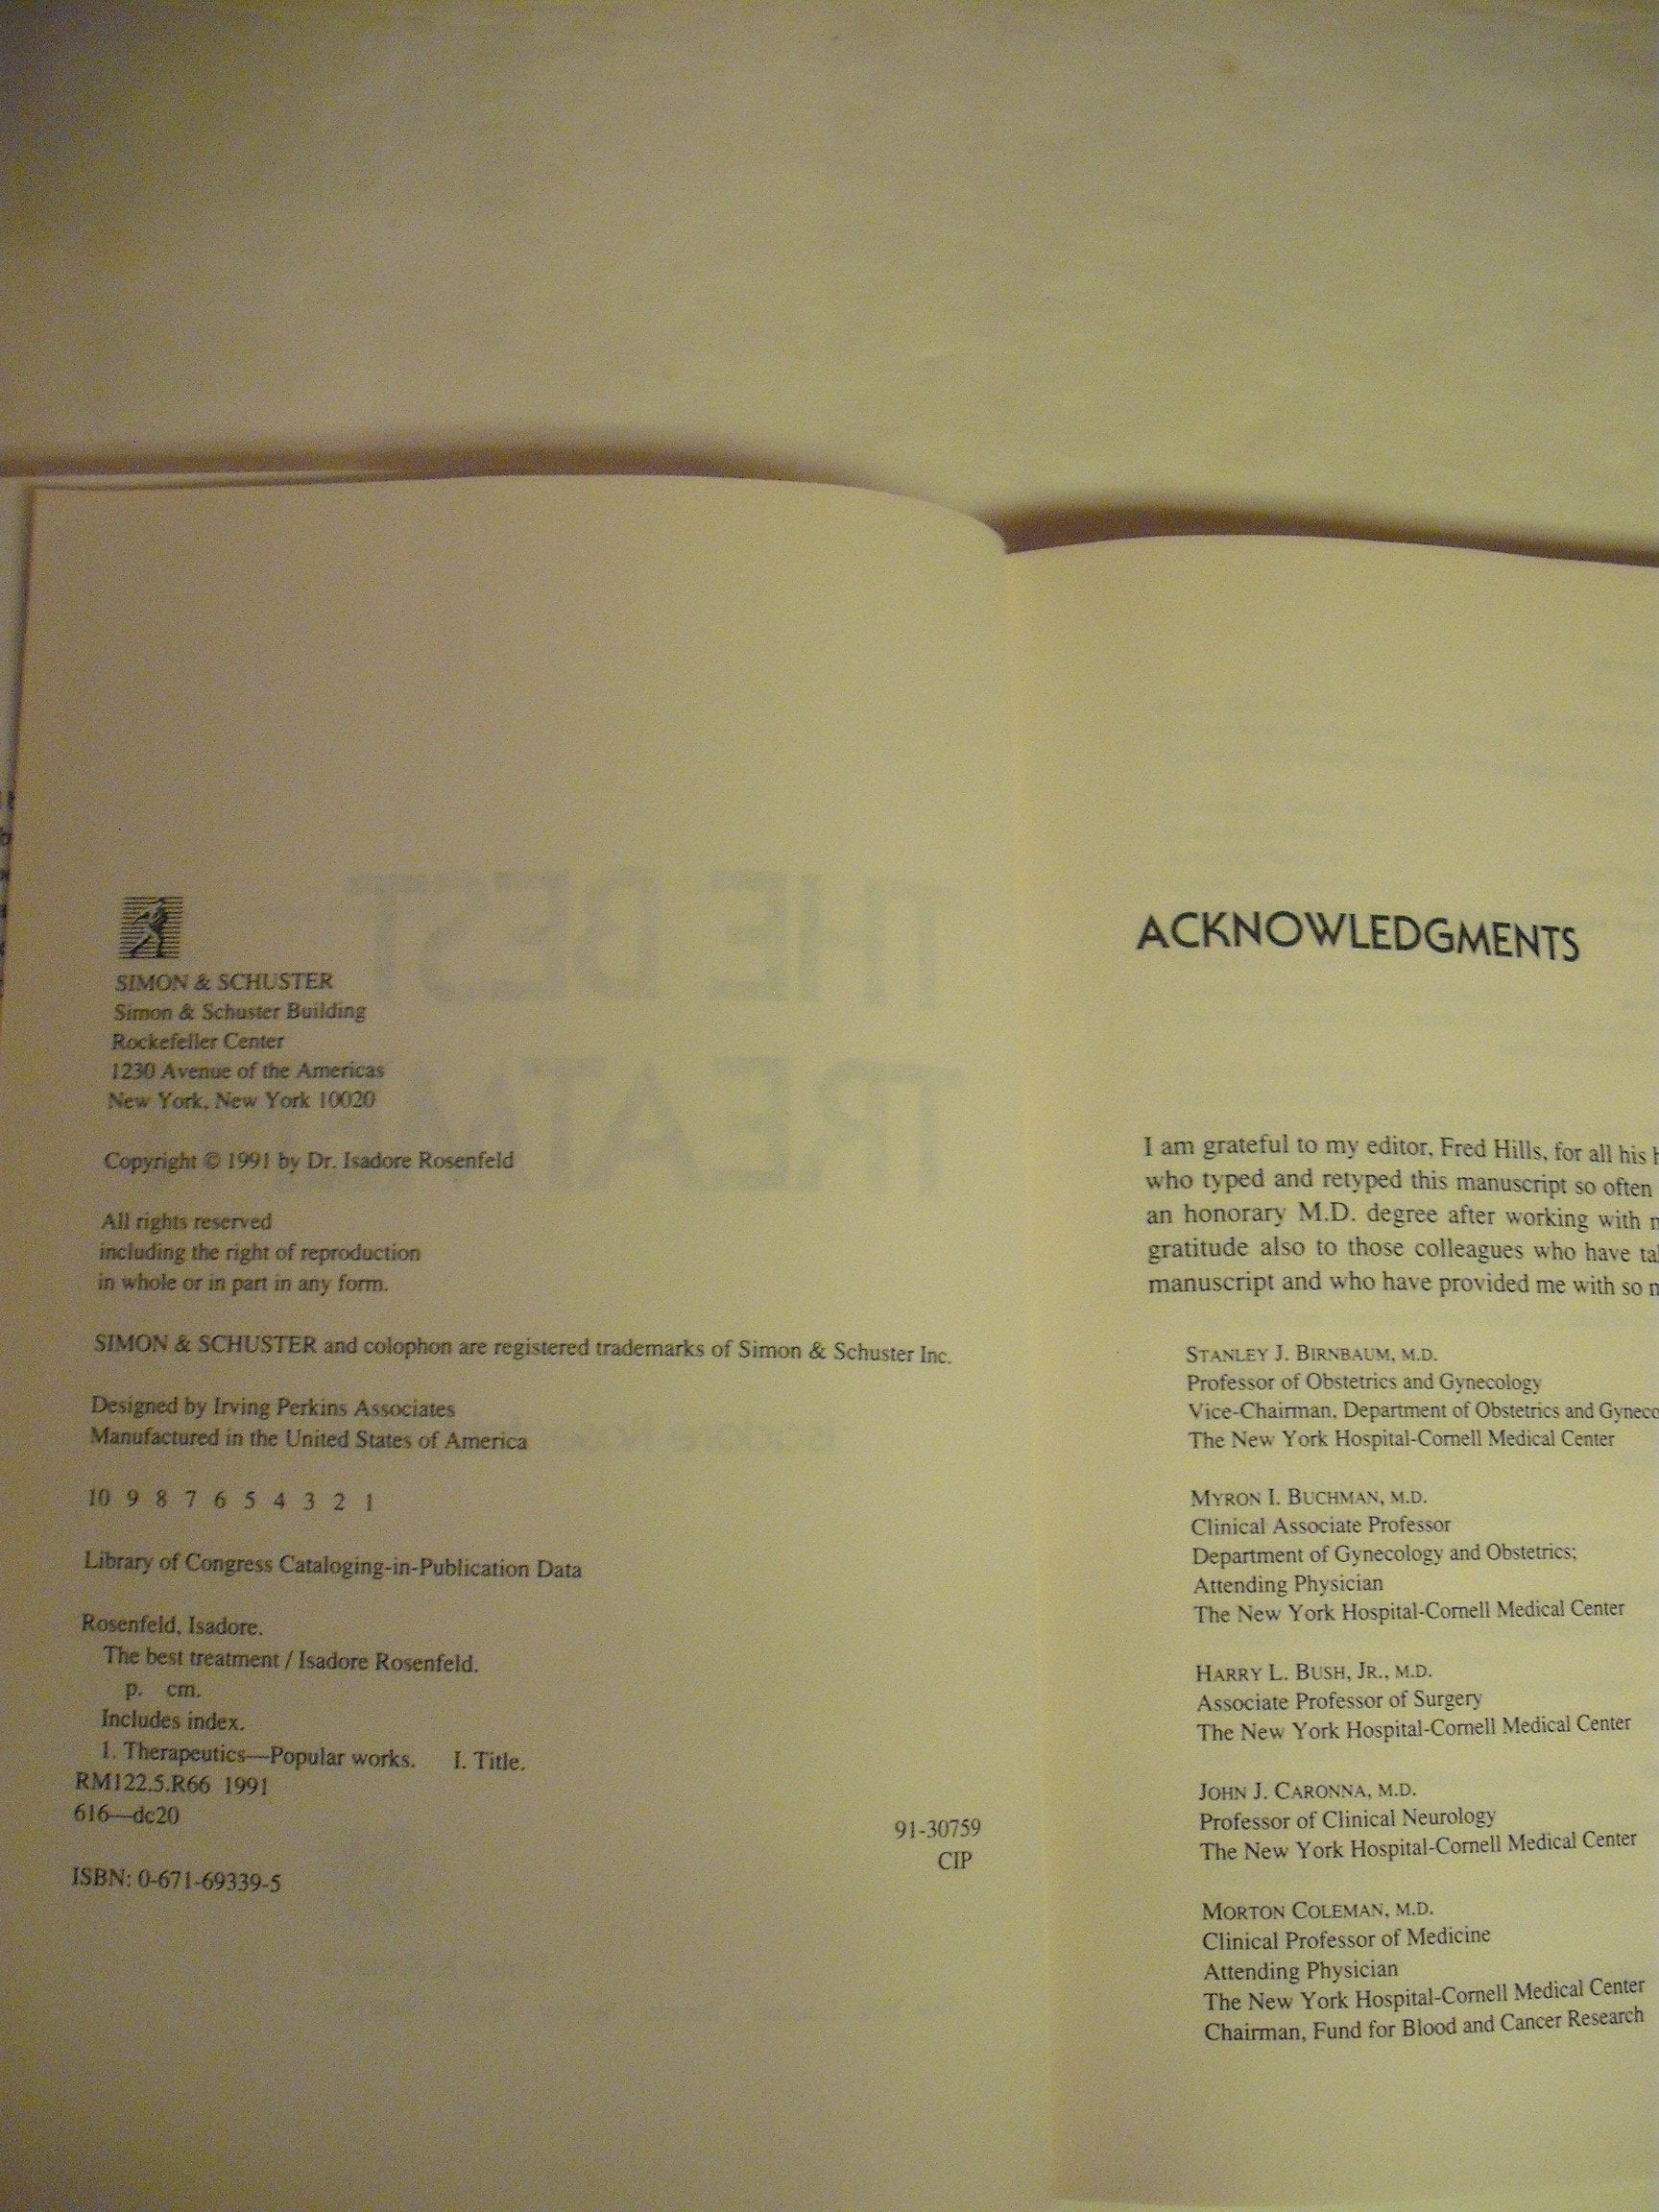 SIMON & SCHUSTER
Simon & Schuster Building
Rockefeller Center
1230 Avenue of the Americas
New York, New York 10020
Copyright © 1991 by Dr. Isadore Rosenfeld
All rights reserved
including the right of reproduction
in whole or in part in any form.
SIMON & SCHUSTER and colophon are registered trademarks of Simon & Schuster Inc.
Designed by Irving Perkins Associates
Manufactured in the United States of America
10 9 8 7 6 5 4 3 2 1
Library of Congress Cataloging-in-Publication Data
Rosenfeld, Isadore.
The best treatment / Isadore Rosenfeld.
p. cm.
Includes index.
1. Therapeutics—Popular works. I. Title.
RM122.5.R66 1991
616—dc20
91-30759
CIP
ISBN: 0-671-69339-5
ACKNOWLEDGMENTS
I am grateful to my editor, Fred Hills, for all his
who typed and retyped this manuscript so often
an honorary M.D. degree after working with
gratitude also to those colleagues who have
manuscript and who have provided me with so
STANLEY J. BIRNBAUM, M.D.
Professor of Obstetrics and Gynecology
Vice-Chairman, Department of Obstetrics and Gyneco
The New York Hospital-Cornell Medical Center
MYRON I. BUCHMAN, M.D.
Clinical Associate Professor
Department of Gynecology and Obstetrics;
Attending Physician
The New York Hospital-Cornell Medical Center
HARRY L. BUSH, JR., M.D.
Associate Professor of Surgery
The New York Hospital-Cornell Medical Center
JOHN J. CARONNA, M.D.
Professor of Clinical Neurology
The New York Hospital-Cornell Medical Center
MORTON COLEMAN, M.D.
Clinical Professor of Medicine
Attending Physician
The New York Hospital-Cornell Medical Center
Chairman, Fund for Blood and Cancer Research